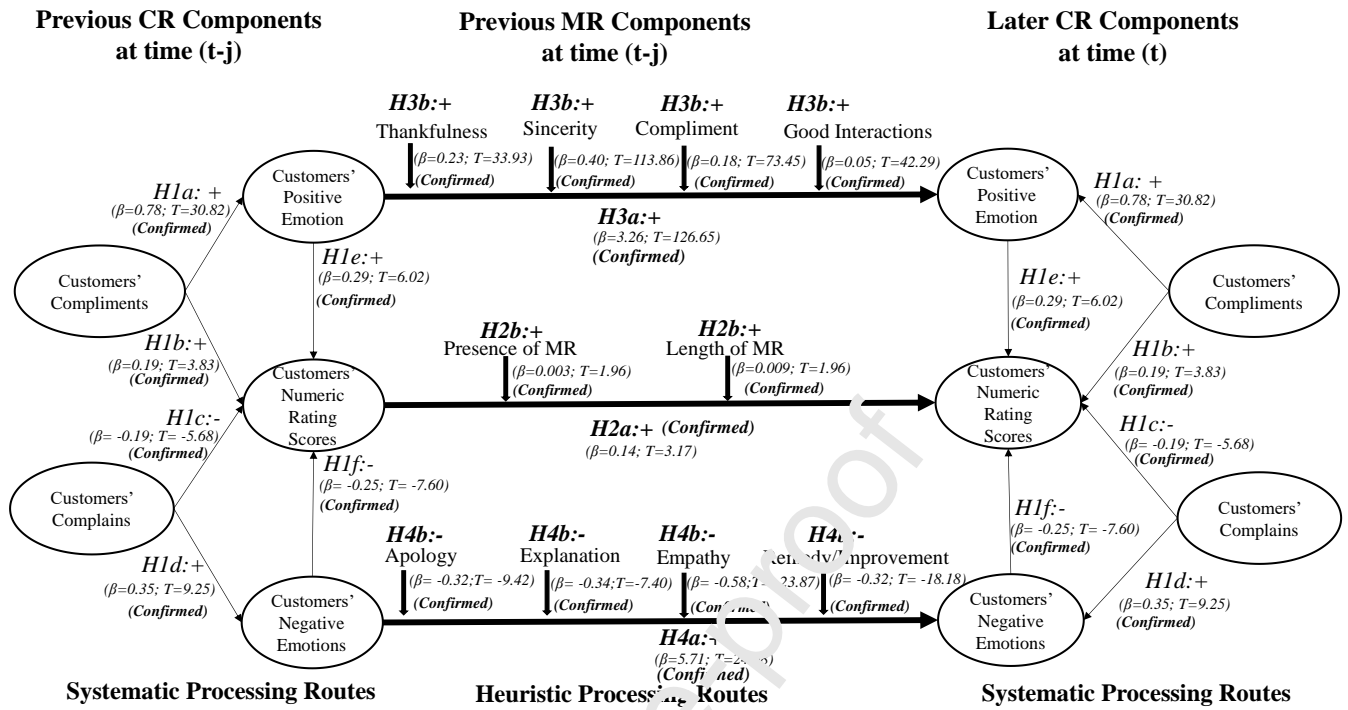 Previous CR Components
at time (t-j)
Previous MR Components
at time (t-j)
Later CR Components
at time (t)
H3b:+
Thankfulness
(β=0.23; T=33.93)
(Confirmed)
H3b:+
Sincerity
(β=0.40; T=113.86)
(Confirmed)
H3b:+
Compliment
(β=0.18; T=73.45)
(Confirmed)
H3b:+
Good Interactions
(β=0.05; T=42.29)
(Confirmed)
H3a:+
(β=3.26; T=126.65)
(Confirmed)
Customers'
Positive
Emotion
H1a: +
(β=0.78; T=30.82)
(Confirmed)
Customers'
Compliments
H1e:+
(β=0.29; T=6.02)
(Confirmed)
H1b:+
(β=0.19; T=3.83)
(Confirmed)
Customers'
Numeric
Rating
Scores
H1c:-
(β= -0.19; T= -5.68)
(Confirmed)
Customers'
Complains
H1f:-
(β= -0.25; T= -7.60)
(Confirmed)
H1d:+
(β=0.35; T=9.25)
(Confirmed)
Customers'
Negative
Emotions
H2b:+
Presence of MR
(β=0.003; T=1.96)
(Confirmed)
H2b:+
Length of MR
(β=0.009; T=1.96)
(Confirmed)
H2a:+ (Confirmed)
(β=0.14; T=3.17)
H4b:-
Apology
(β= -0.32;T= -9.42)
(Confirmed)
H4b:-
Explanation
(β= -0.34;T=-7.40)
(Confirmed)
H4b:-
Empathy
(β= -0.58;T= 23.87)
(Confirmed)
H4b:-
Remedy/Improvement
(β= -0.32; T= -18.18)
(Confirmed)
H4a:+
(β=5.71;
(Confirmed)
Customers'
Positive
Emotion
H1a: +
(β=0.78; T=30.82)
(Confirmed)
Customers'
Compliments
H1e:+
(β=0.29; T=6.02)
(Confirmed)
H1b:+
(β=0.19; T=3.83)
(Confirmed)
Customers'
Numeric
Rating
Scores
H1c:-
(β= -0.19; T= -5.68)
(Confirmed)
Customers'
Complains
H1f:-
(β= -0.25; T= -7.60)
(Confirmed)
H1d:+
(β=0.35; T=9.25)
(Confirmed)
Customers'
Negative
Emotions
Systematic Processing Routes
Heuristic Processing Routes
Systematic Processing Routes
-proof